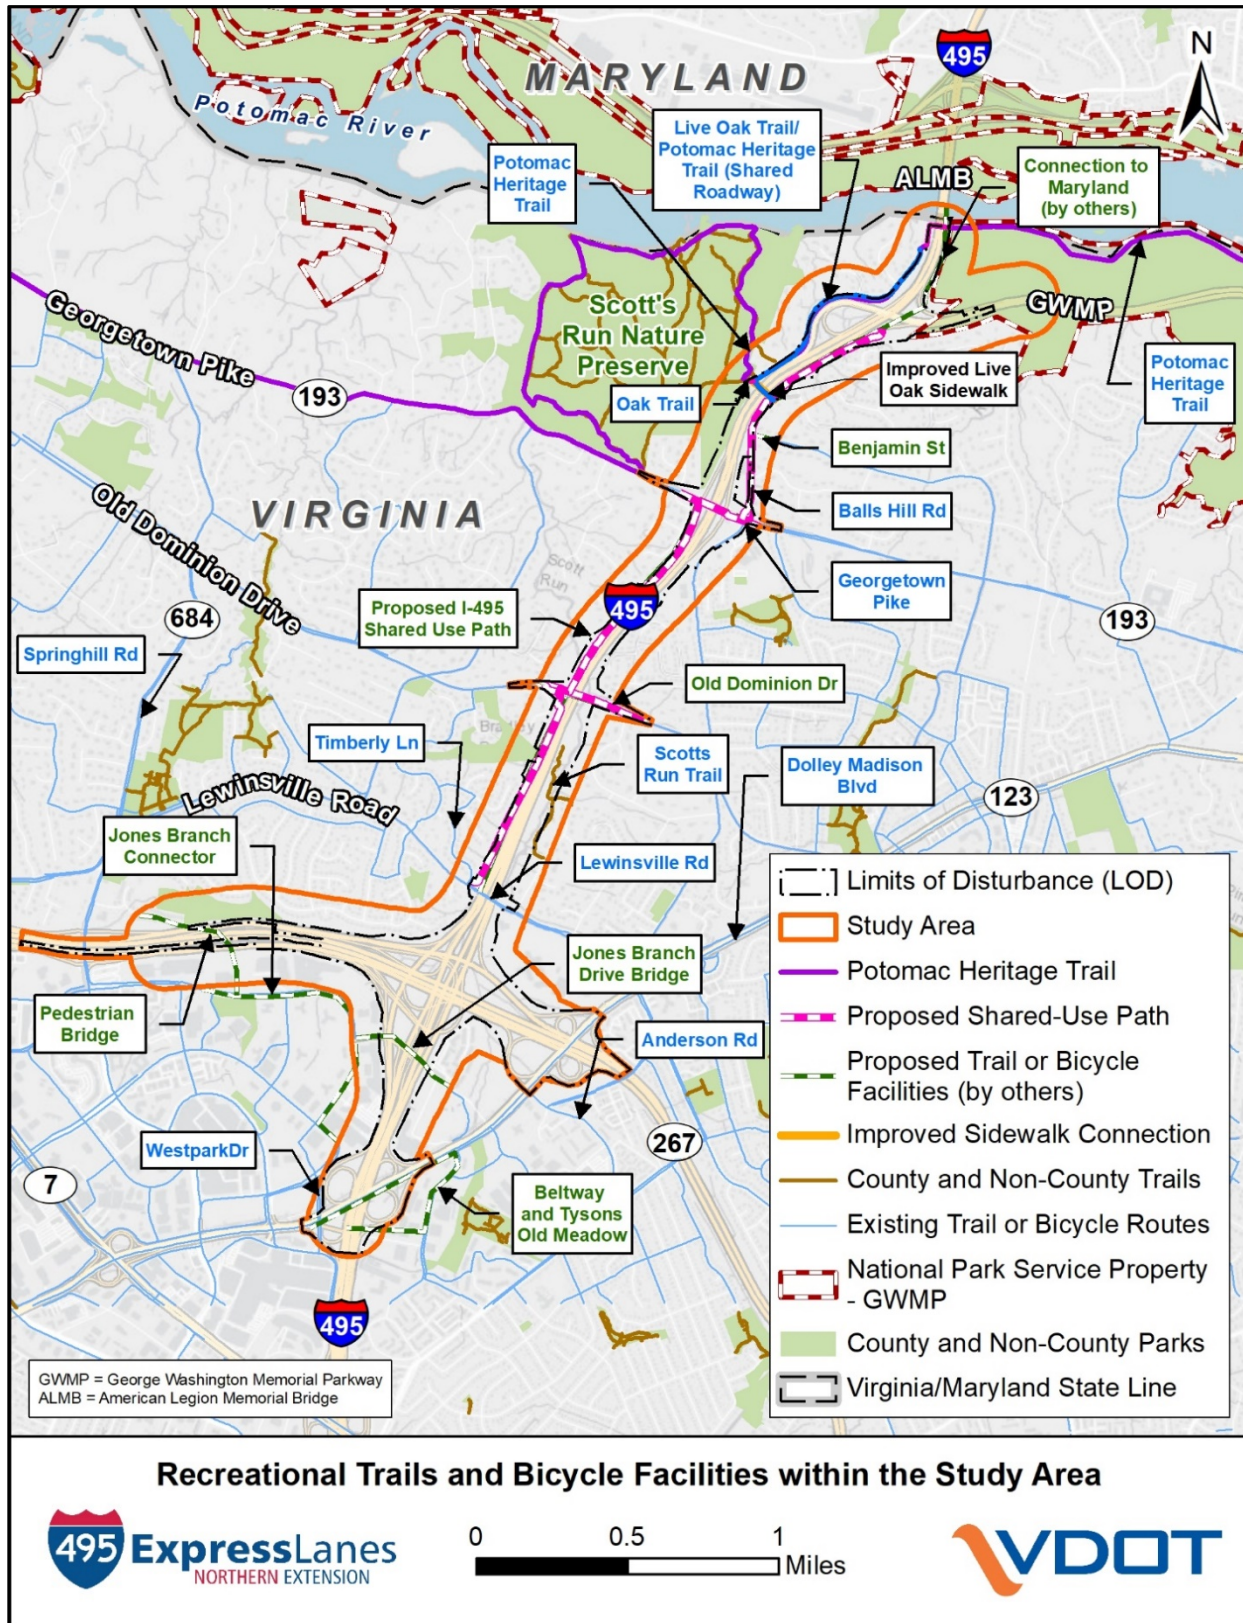 495
N
MARYLAND
Potomac River
Potomac
Heritage
Trail
Live Oak Trail/
Potomac Heritage
Trail (Shared
Roadway)
ALMB
Connection to
Maryland
(by others)
GWMP
Potomac
Heritage
Trail
Scott's
Run Nature
Preserve
Georgetown Pike
193
Improved Live
Oak Sidewalk
Oak Trail
Benjamin St
Balls Hill Rd
VIRGINIA
Old Dominion Drive
Scott
Run
Georgetown
Pike
495
193
Proposed I-495
Shared Use Path
684
Springhill Rd
Old Dominion Dr
Timberly Ln
Scotts
Run Trail
Dolley Madison
Blvd
123
Lewinsville Road
Jones Branch
Connector
Lewinsville Rd
Jones Branch
Drive Bridge
Pedestrian
Bridge
Anderson Rd
WestparkDr
7
267
Beltway
and Tysons
Old Meadow
495
Limits of Disturbance (LOD)
Study Area
Potomac Heritage Trail
Proposed Shared-Use Path
Proposed Trail or Bicycle
Facilities (by others)
Improved Sidewalk Connection
County and Non-County Trails
Existing Trail or Bicycle Routes
National Park Service Property
- GWMP
County and Non-County Parks
Virginia/Maryland State Line
GWMP = George Washington Memorial Parkway
ALMB = American Legion Memorial Bridge
Recreational Trails and Bicycle Facilities within the Study Area
495 ExpressLanes
NORTHERN EXTENSION
0 0.5 1
Miles
VDOT